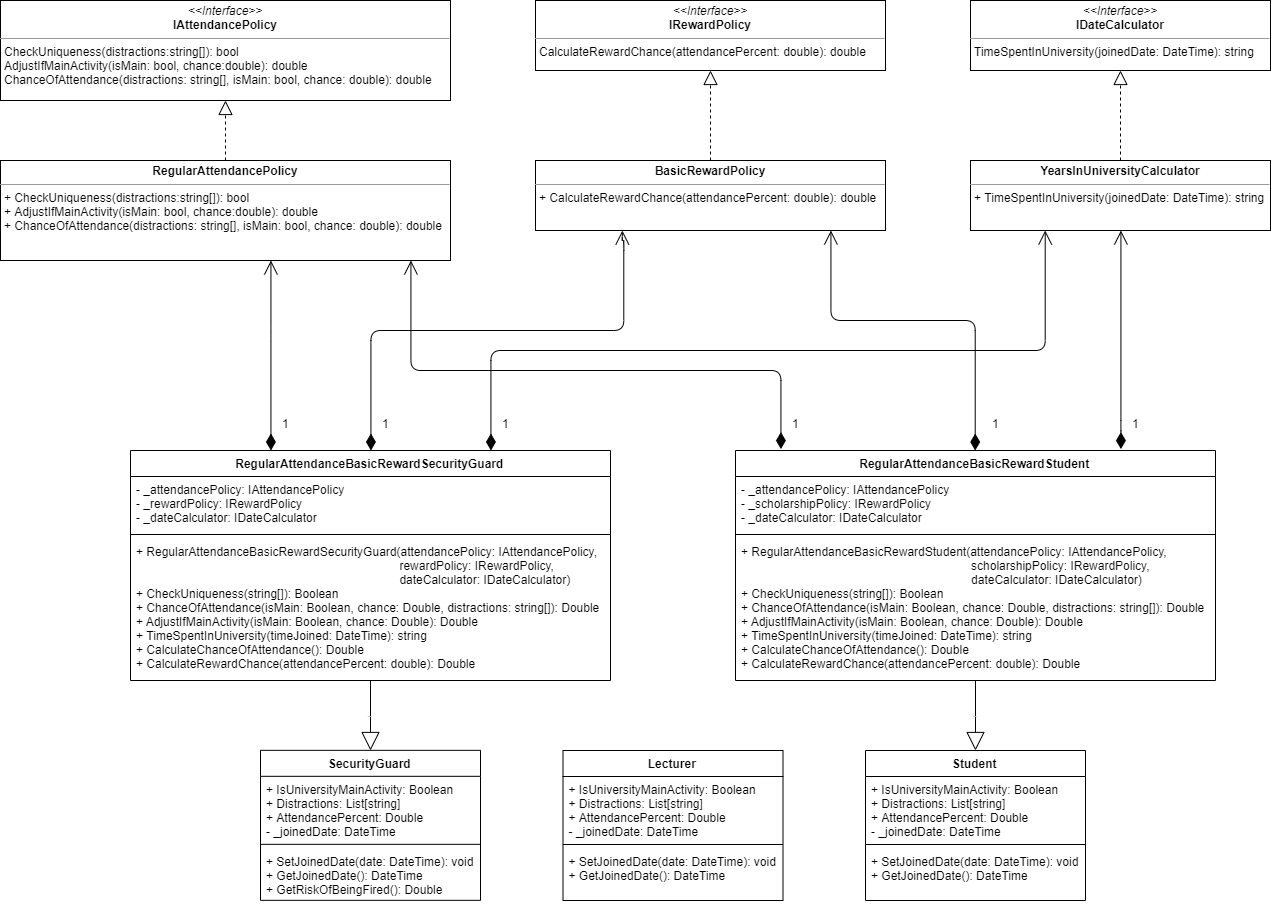 <<Interface>>
IAttendancePolicy
CheckUniqueness(distractions:string[]): bool
AdjustIfMainActivity(isMain: bool, chance:double): double
ChanceOfAttendance(distractions: string[], isMain: bool, chance: double): double
<<Interface>>
IRewardPolicy
CalculateRewardChance(attendancePercent: double): double
<<Interface>>
IDateCalculator
TimeSpentInUniversity(joinedDate: DateTime): string
RegularAttendancePolicy
+ CheckUniqueness(distractions:string[]): bool
+ AdjustIfMainActivity(isMain: bool, chance:double): double
+ ChanceOfAttendance(distractions: string[], isMain: bool, chance: double): double
BasicRewardPolicy
+ CalculateRewardChance(attendancePercent: double): double
YearsInUniversityCalculator
+ TimeSpentInUniversity(joinedDate: DateTime): string
1
1
1
1
1
1
RegularAttendanceBasicRewardSecurityGuard
- _attendancePolicy: IAttendancePolicy
- _rewardPolicy: IRewardPolicy
- _dateCalculator: IDateCalculator
+ RegularAttendanceBasicRewardSecurityGuard(attendancePolicy: IAttendancePolicy,
rewardPolicy: IRewardPolicy,
dateCalculator: IDateCalculator)
+ CheckUniqueness(string[]): Boolean
+ ChanceOfAttendance(isMain: Boolean, chance: Double, distractions: string[]): Double
+ AdjustIfMainActivity(isMain: Boolean, chance: Double): Double
+ TimeSpentInUniversity(timeJoined: DateTime): string
+ CalculateChanceOfAttendance(): Double
+ CalculateRewardChance(attendancePercent: double): Double
RegularAttendanceBasicRewardStudent
- _attendancePolicy: IAttendancePolicy
- _scholarshipPolicy: IRewardPolicy
- _dateCalculator: IDateCalculator
+ RegularAttendanceBasicRewardStudent(attendancePolicy: IAttendancePolicy,
scholarshipPolicy: IRewardPolicy,
dateCalculator: IDateCalculator)
+ CheckUniqueness(string[]): Boolean
+ ChanceOfAttendance(isMain: Boolean, chance: Double, distractions: string[]): Double
+ AdjustIfMainActivity(isMain: Boolean, chance: Double): Double
+ TimeSpentInUniversity(timeJoined: DateTime): string
+ CalculateChanceOfAttendance(): Double
+ CalculateRewardChance(attendancePercent: double): Double
SecurityGuard
+ IsUniversityMainActivity: Boolean
+ Distractions: List[string]
+ AttendancePercent: Double
- _joinedDate: DateTime
+ SetJoinedDate(date: DateTime): void
+ GetJoinedDate(): DateTime
+ GetRiskOfBeingFired(): Double
Lecturer
+ IsUniversityMainActivity: Boolean
+ Distractions: List[string]
+ AttendancePercent: Double
- _joinedDate: DateTime
+ SetJoinedDate(date: DateTime): void
+ GetJoinedDate(): DateTime
Student
+ IsUniversityMainActivity: Boolean
+ Distractions: List[string]
+ AttendancePercent: Double
- _joinedDate: DateTime
+ SetJoinedDate(date: DateTime): void
+ GetJoinedDate(): DateTime